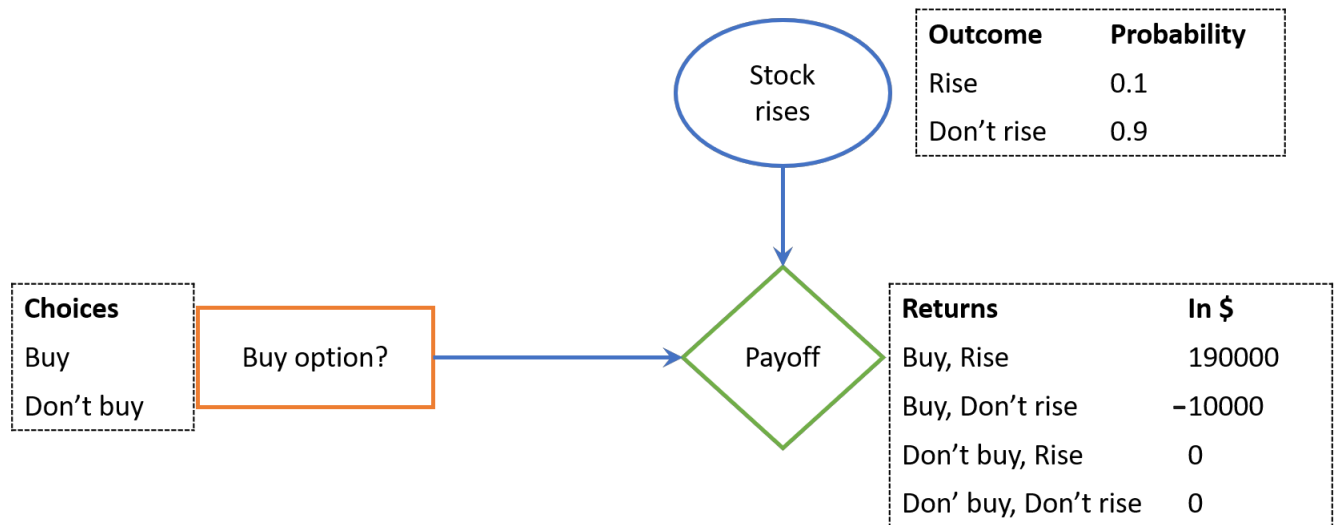 Stock
rises
Outcome Probability
Rise 0.1
Don’t rise 0.9
Choices
Buy
Don’t buy
Buy option?
Payoff
Returns In $
Buy, Rise 190000
Buy, Don’t rise –10000
Don’t buy, Rise 0
Don’ buy, Don’t rise 0